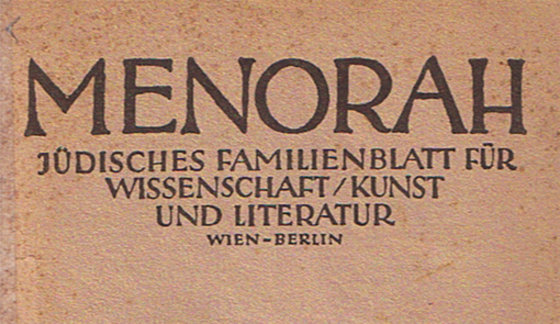 MENORAH
JÜDISCHES FAMILIENBLATT FÜR
WISSENSCHAFT/KUNST
UND LITERATUR
WIEN-BERLIN